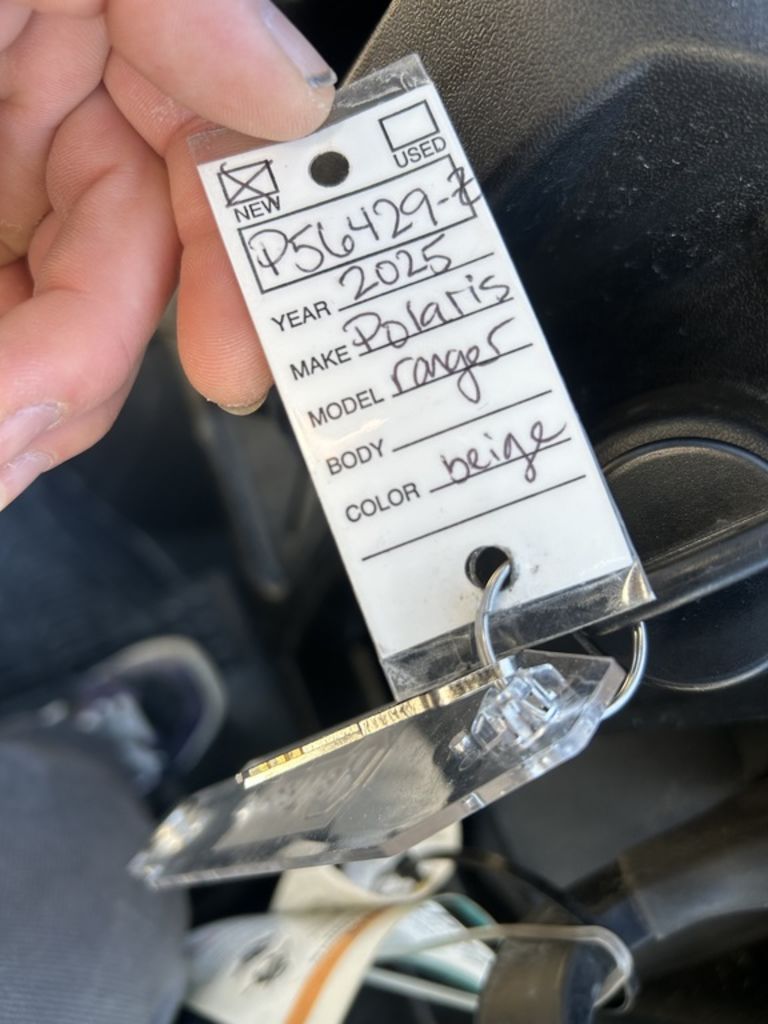 NEW USED
P56429-Z
YEAR 2025
MAKE Polaris
MODEL ranger
BODY
COLOR beige